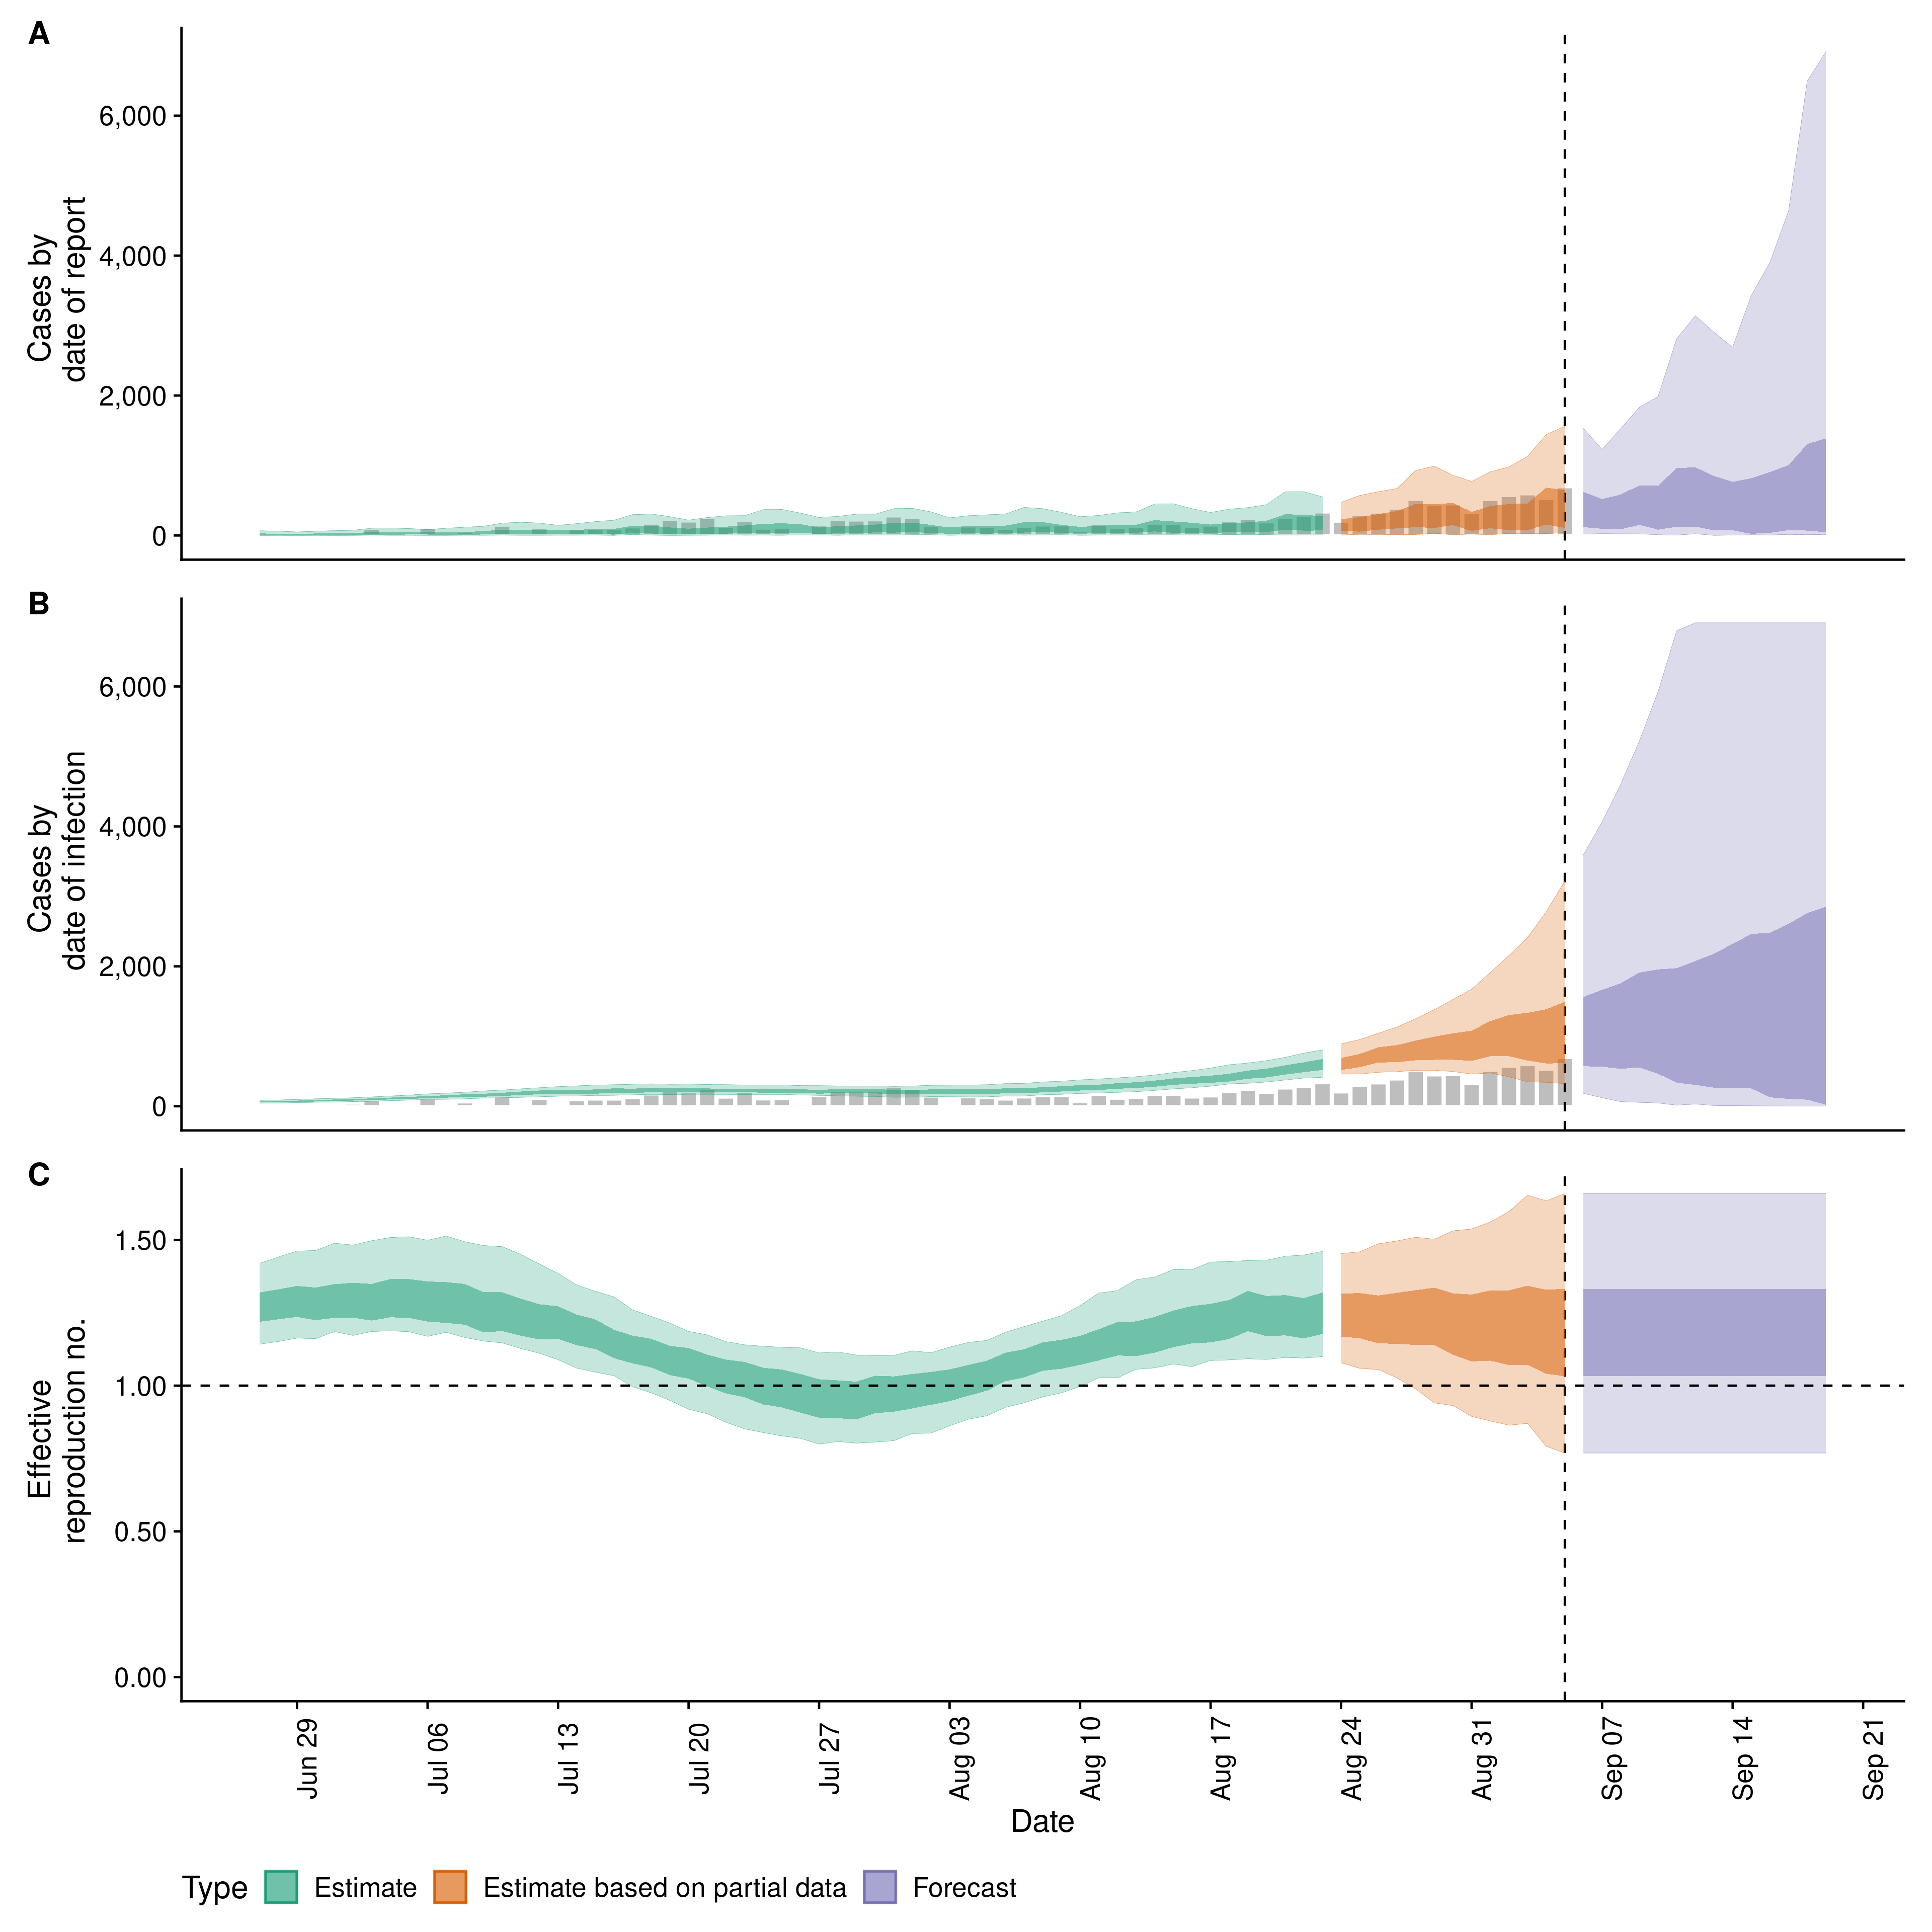 A
Cases by
date of report
6,000
4,000
2,000
0
B
Cases by
date of infection
6,000
4,000
2,000
0
C
Effective
reproduction no.
1.50
1.00
0.50
0.00
Jun 29
Jul 06
Jul 13
Jul 20
Jul 27
Aug 03
Aug 10
Aug 17
Aug 24
Aug 31
Sep 07
Sep 14
Sep 21
Date
Type Estimate Estimate based on partial data Forecast